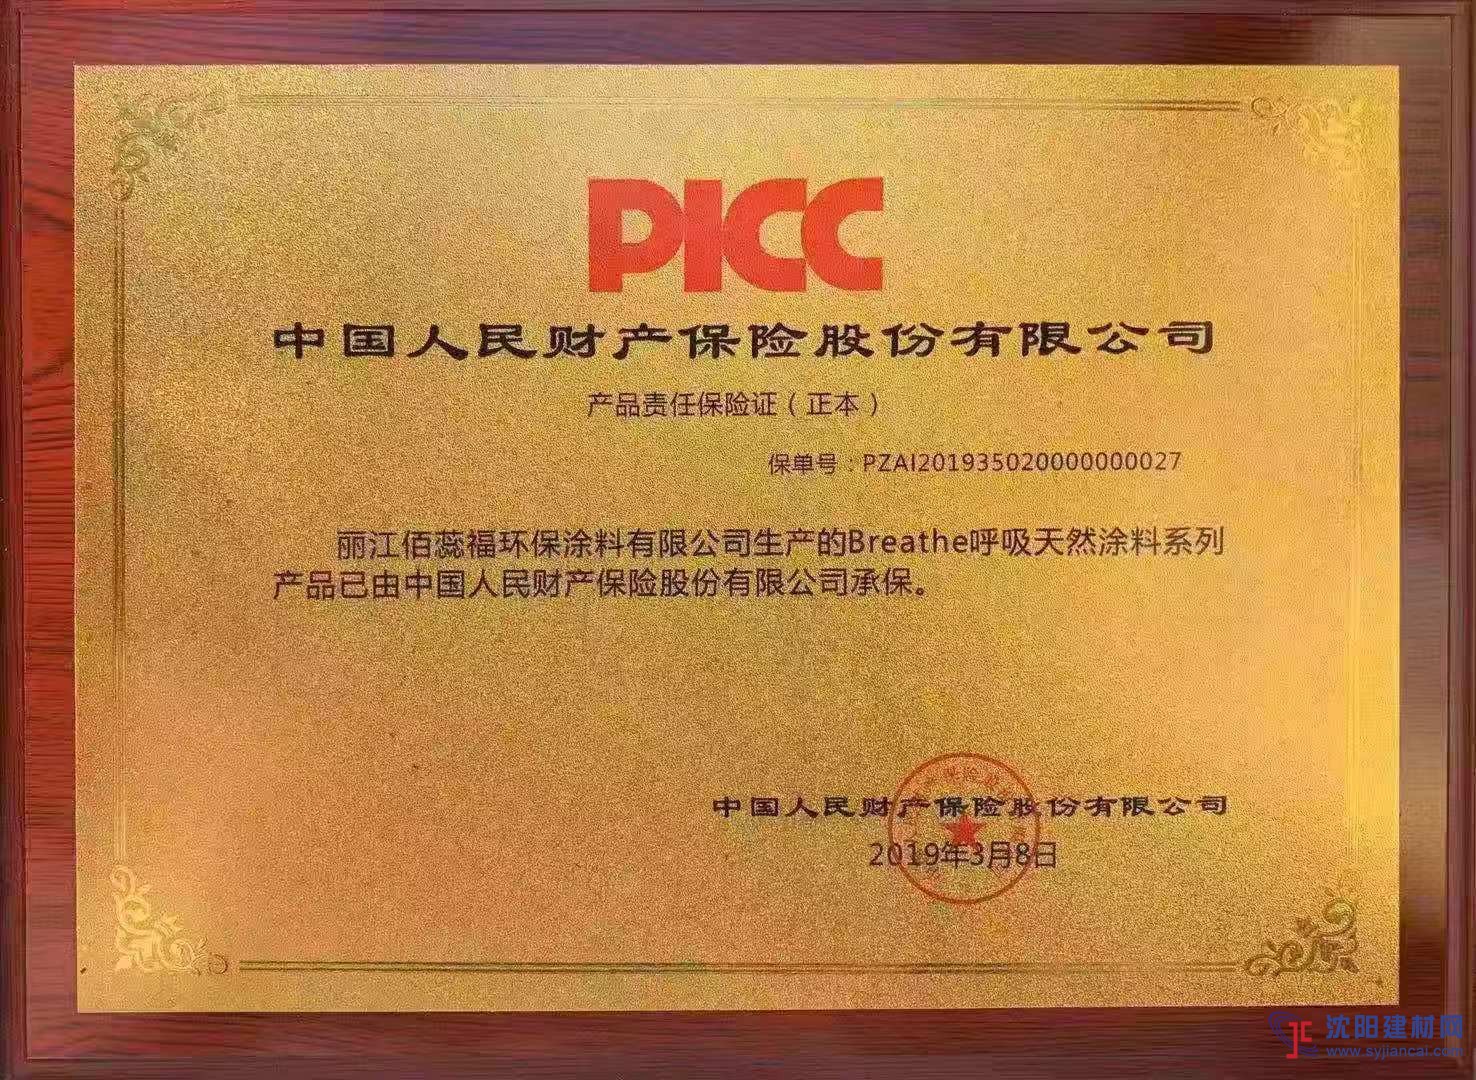 PICC
中国人民财产保险股份有限公司
产品责任保险证（正本）
保单号：PZAI201935020000000027
丽江佰蕊福环保涂料有限公司生产的Breathe呼吸天然涂料系列
产品已由中国人民财产保险股份有限公司承保。
中国人民财产保险股份有限公司
2019年3月8日
沈阳建材网
www.syjiancai.com